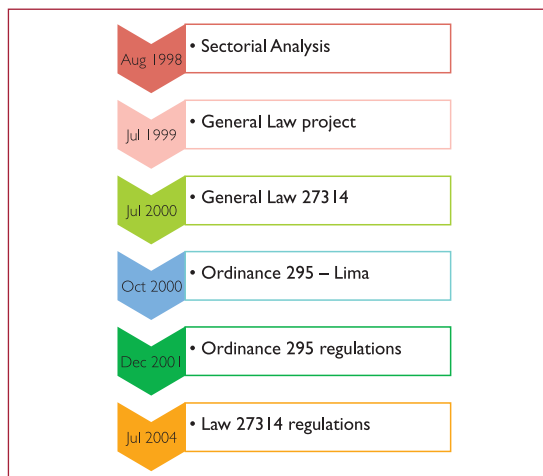 Aug 1998
• Sectorial Analysis
Jul 1999
• General Law project
Jul 2000
• General Law 27314
Oct 2000
• Ordinance 295 – Lima
Dec 2001
• Ordinance 295 regulations
Jul 2004
• Law 27314 regulations